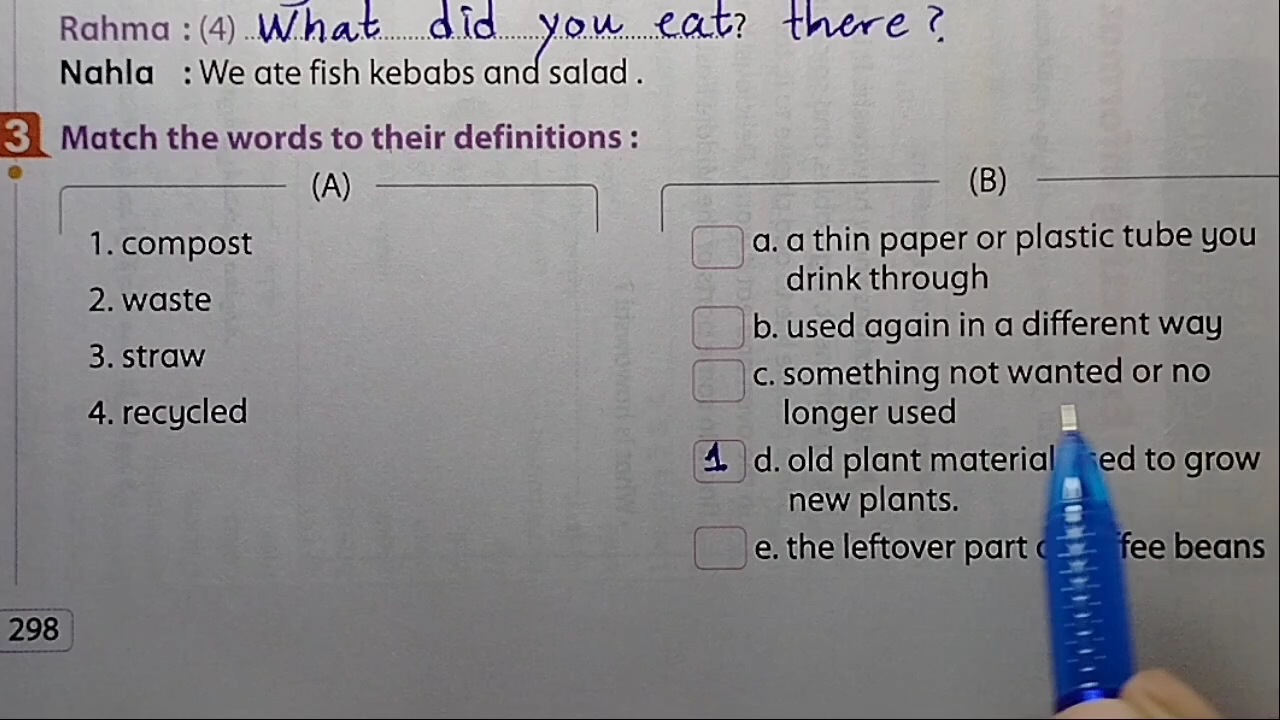 Rahma : (4) What did you eat? there?
Nahla : We ate fish kebabs and salad.
3 Match the words to their definitions :
(A)
1. compost
2. waste
3. straw
4. recycled
(B)
a. a thin paper or plastic tube you
drink through
b. used again in a different way
c. something not wanted or no
longer used
1 d. old plant material to grow
new plants.
e. the leftover part beans
298